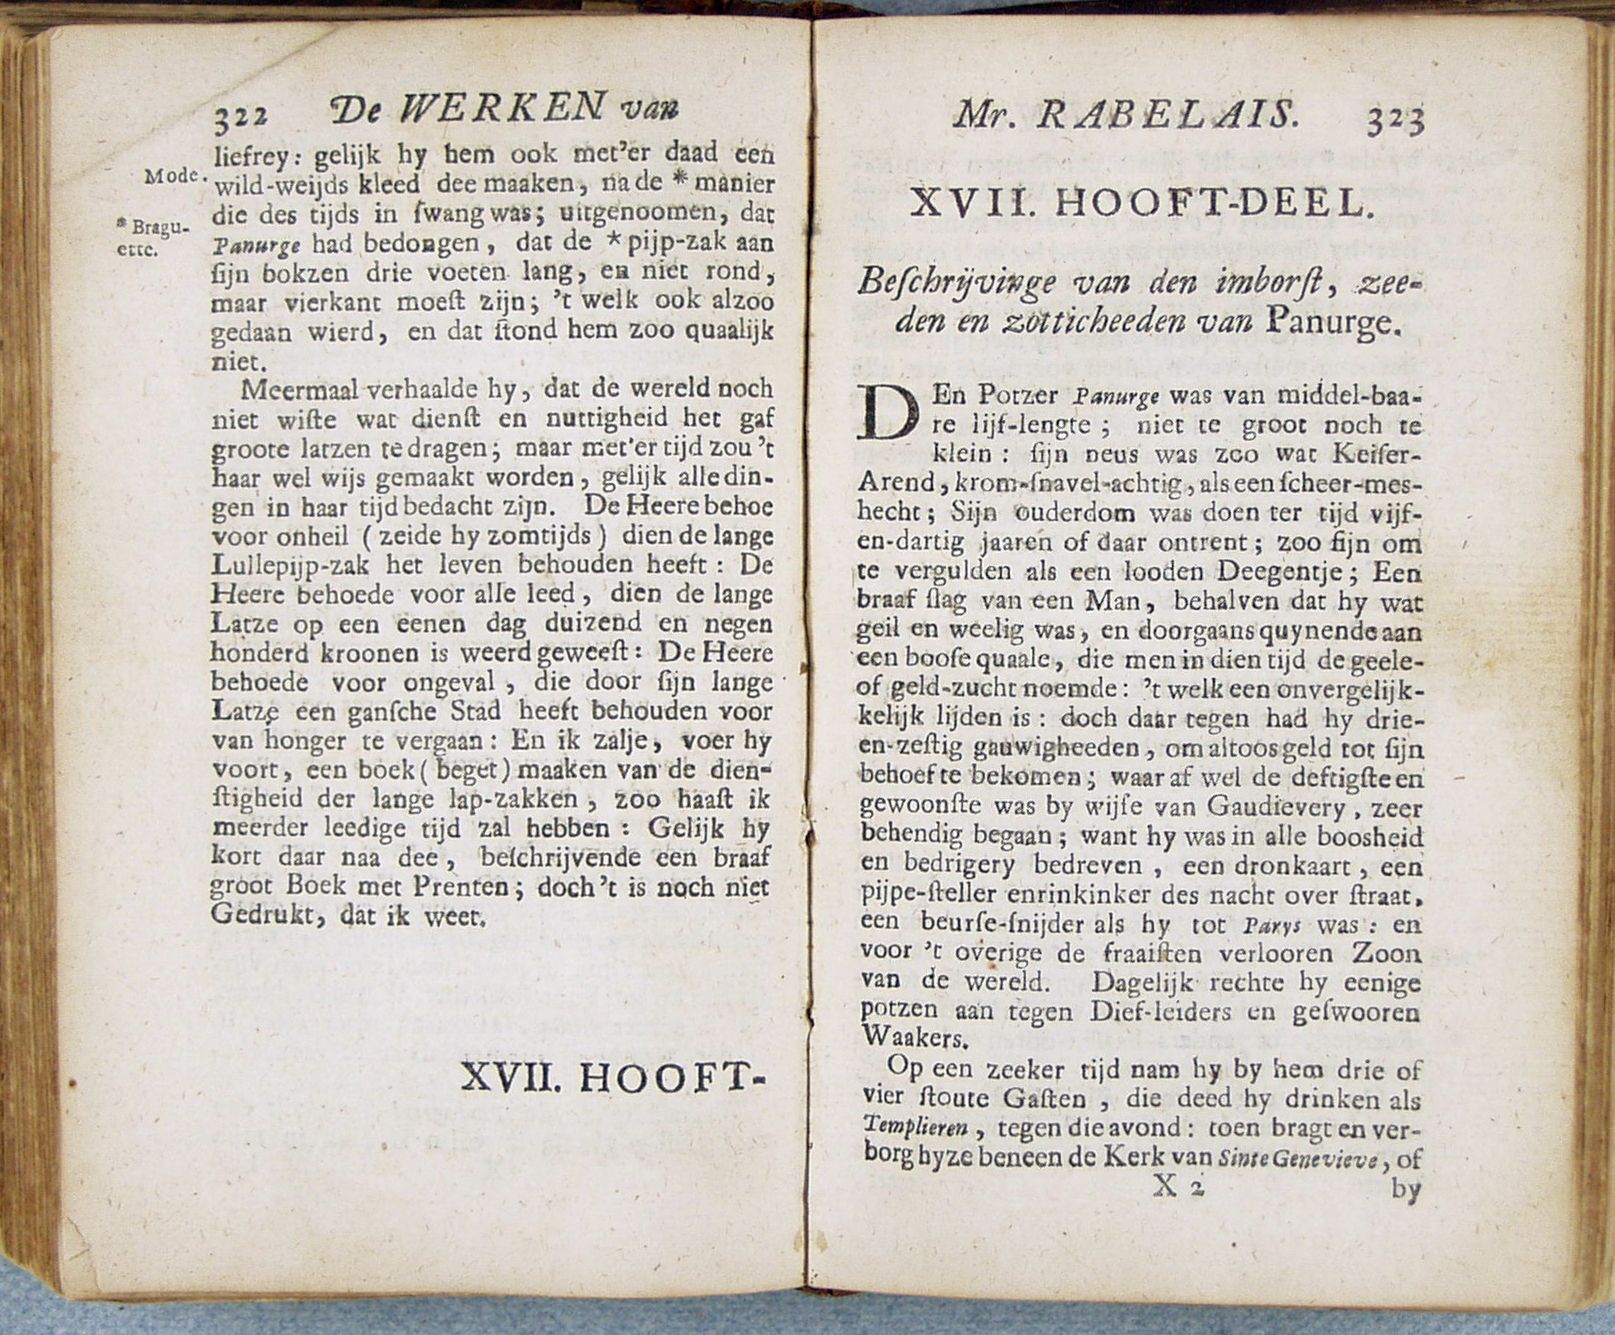 322 De WERKEN van
liefrey: gelijk hy hem ook met'er daad een
Mode.
wild-weijds kleed dee maaken, na de * manier
die des tijds in ſwang was; uitgenoomen, dat
* Bragu-
ette.
Panurge had bedongen, dat de * pijp-zak aan
ſijn bokzen drie voeten lang, en niet rond,
maar vierkant moeſt zijn; 't welk ook alzoo
gedaan wierd, en dat ſtond hem zoo quaalijk
niet.
Meermaal verhaalde hy, dat de wereld noch
niet wiſte wat dienſt en nuttigheid het gaf
groote latzen te dragen; maar met'er tijd zou 't
haar wel wijs gemaakt worden, gelijk alle din-
gen in haar tijd bedacht zijn. De Heere behoe
voor onheil ( zeide hy zomtijds ) dien de lange
Lullepijp-zak het leven behouden heeft : De
Heere behoede voor alle leed, dien de lange
Latze op een eenen dag duizend en negen
honderd kroonen is weerd geweeſt: De Heere
behoede voor ongeval, die door ſijn lange
Latze een ganſche Stad heeft behouden voor
van honger te vergaan: En ik zalje, voer hy
voort, een boek ( beget ) maaken van de dien-
ſtigheid der lange lap-zakken, zoo haaſt ik
meerder leedige tijd zal hebben : Gelijk hy
kort daar naa dee, beſchrijvende een braaf
groot Boek met Prenten; doch 't is noch niet
Gedrukt, dat ik weet.
XVII. HOOFT-
Mr. RABELAIS. 323
XVII. HOOFT-DEEL.
Beſchrijvinge van den imborſt, zee-
den en zotticheeden van Panurge.
DEn Potzer Panurge was van middel-baa-
re lijf-lengte ; niet te groot noch te
klein : ſijn neus was zoo wat Keiſer-
Arend, krom-ſnavel-achtig, als een ſcheer-mes-
hecht; Sijn ouderdom was doen ter tijd vijf-
en-dartig jaaren of daar ontrent; zoo fijn om
te vergulden als een looden Deegentje; Een
braaf ſlag van een Man, behalven dat hy wat
geil en weelig was, en doorgaans quynende aan
een booſe quaale, die men in dien tijd de geele-
of geld-zucht noemde: 't welk een onvergelijk-
kelijk lijden is : doch daar tegen had hy drie-
en-zeſtig gauwigheeden, om altoos geld tot ſijn
behoef te bekomen; waar af wel de deftigſte en
gewoonſte was by wijſe van Gaudievery, zeer
behendig begaan; want hy was in alle boosheid
en bedrigery bedreven, een dronkaart, een
pijpe-ſteller enrinkinker des nacht over ſtraat,
een beurſe-ſnijder als hy tot Parys was : en
voor 't overige de fraaiſten verlooren Zoon
van de wereld. Dagelijk rechte hy eenige
potzen aan tegen Dief-leiders en geſwooren
Waakers.
Op een zeeker tijd nam hy by hem drie of
vier ſtoute Gaſten, die deed hy drinken als
Templieren, tegen die avond: toen bragt en ver-
borg hyze beneen de Kerk van Sinte Genevieve, of
X 2 by